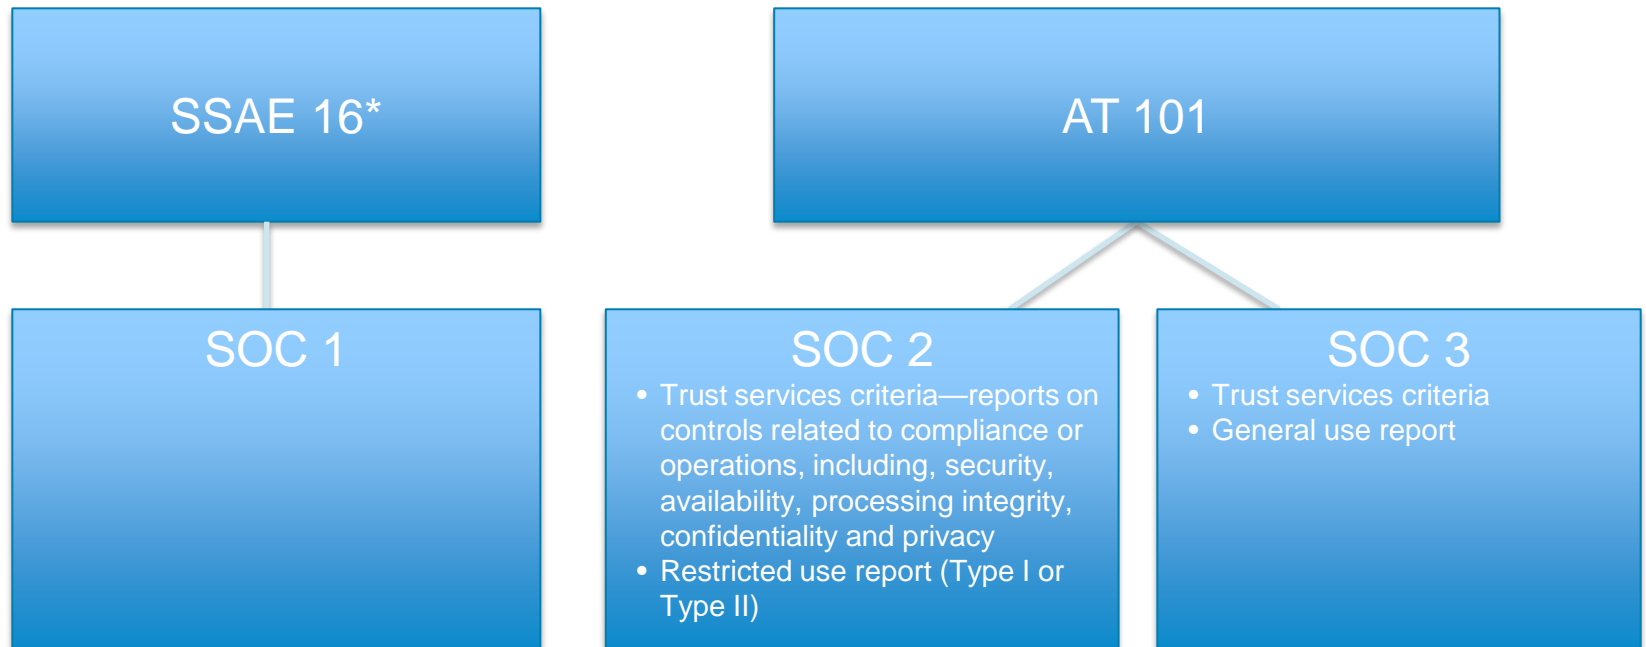 SSAE 16*
AT 101
SOC 1
SOC 2
• Trust services criteria—reports on
controls related to compliance or
operations, including, security,
availability, processing integrity,
confidentiality and privacy
• Restricted use report (Type I or
Type II)
SOC 3
• Trust services criteria
• General use report